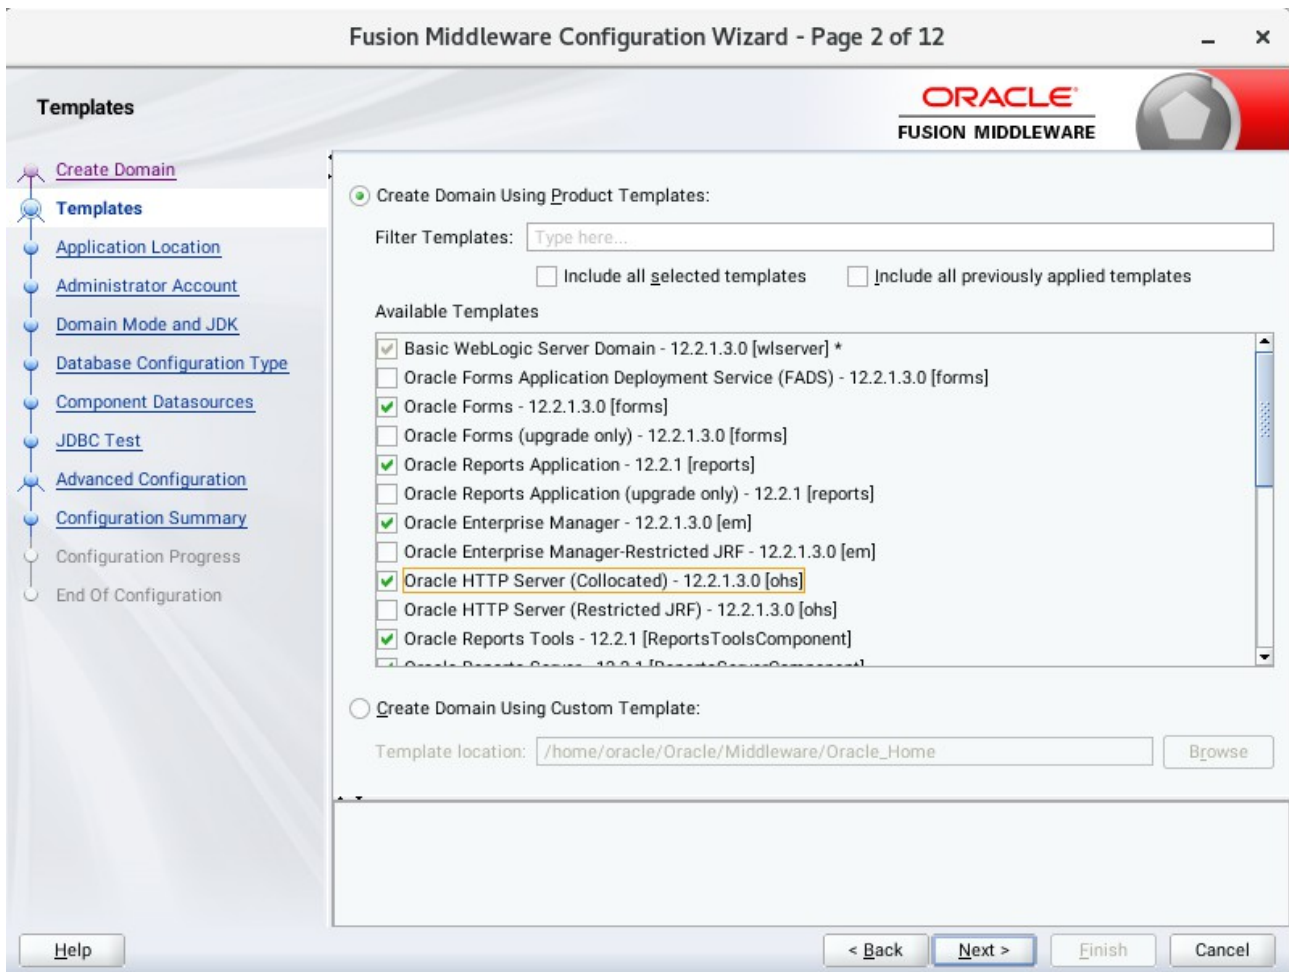 Fusion Middleware Configuration Wizard - Page 2 of 12
Templates
ORACLE
FUSION MIDDLEWARE
Create Domain
Templates
Application Location
Administrator Account
Domain Mode and JDK
Database Configuration Type
Component Datasources
JDBC Test
Advanced Configuration
Configuration Summary
Configuration Progress
End Of Configuration
Create Domain Using Product Templates:
Filter Templates: Type here...
Include all selected templates Include all previously applied templates
Available Templates
Basic WebLogic Server Domain - 12.2.1.3.0 [wlserver] *
Oracle Forms Application Deployment Service (FADS) - 12.2.1.3.0 [forms]
Oracle Forms - 12.2.1.3.0 [forms]
Oracle Forms (upgrade only) - 12.2.1.3.0 [forms]
Oracle Reports Application - 12.2.1 [reports]
Oracle Reports Application (upgrade only) - 12.2.1 [reports]
Oracle Enterprise Manager - 12.2.1.3.0 [em]
Oracle Enterprise Manager-Restricted JRF - 12.2.1.3.0 [em]
Oracle HTTP Server (Collocated) - 12.2.1.3.0 [ohs]
Oracle HTTP Server (Restricted JRF) - 12.2.1.3.0 [ohs]
Oracle Reports Tools - 12.2.1 [ReportsToolsComponent]
Oracle Reports Server - 12.2.1 [ReportsServerComponent]
Create Domain Using Custom Template:
Template location: /home/oracle/Oracle/Middleware/Oracle_Home Browse
Help < Back Next > Finish Cancel